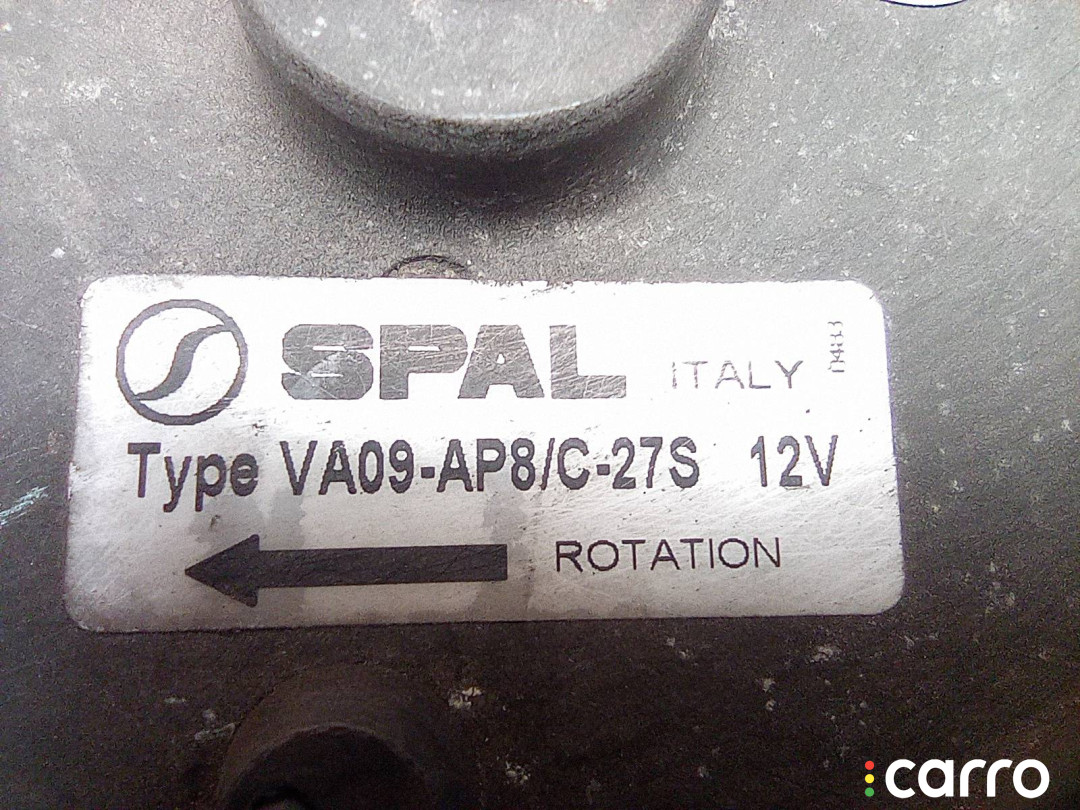 SPAL ITALY
Type VA09-AP8/C-27S 12V
ROTATION
carro